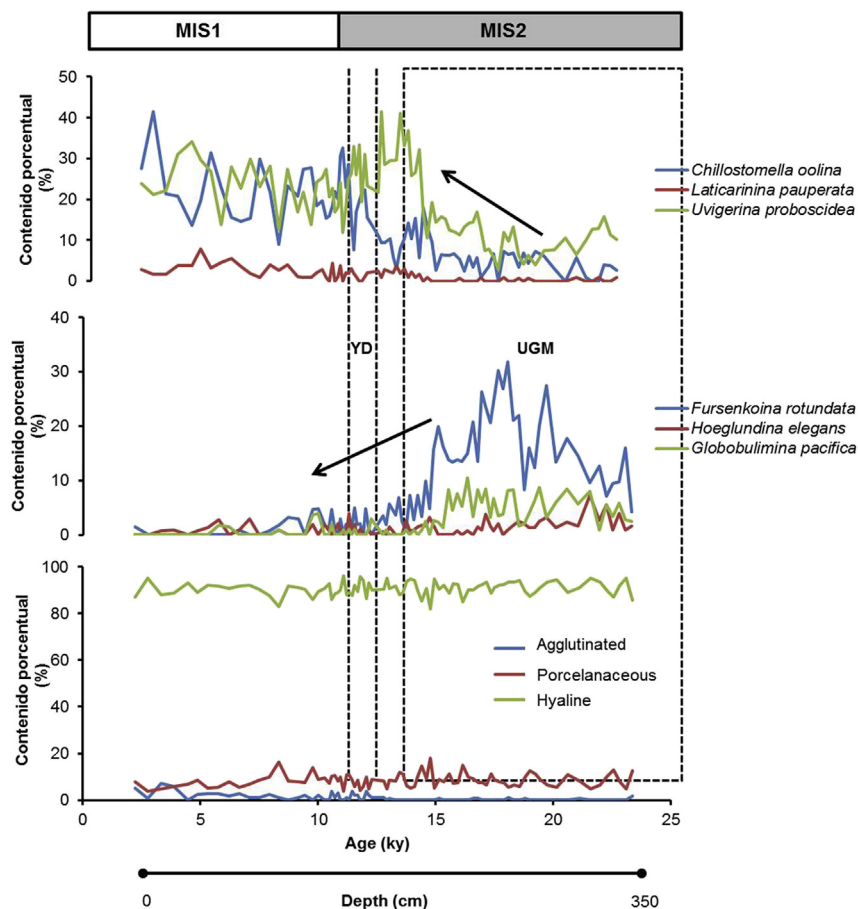 MIS1
MIS2
Contenido porcentual
(%)
50
40
30
20
10
0
Chillostomella oolina
Laticarinina pauperata
Uvigerina proboscidea
Contenido porcentual
(%)
40
30
20
10
0
YD
UGM
Fursenkoina rotundata
Hoeglundina elegans
Globobulimina pacifica
Contenido porcentual
(%)
100
80
60
40
20
0
Agglutinated
Porcelanaceous
Hyaline
0
5
10
15
20
25
Age (ky)
0
Depth (cm)
350